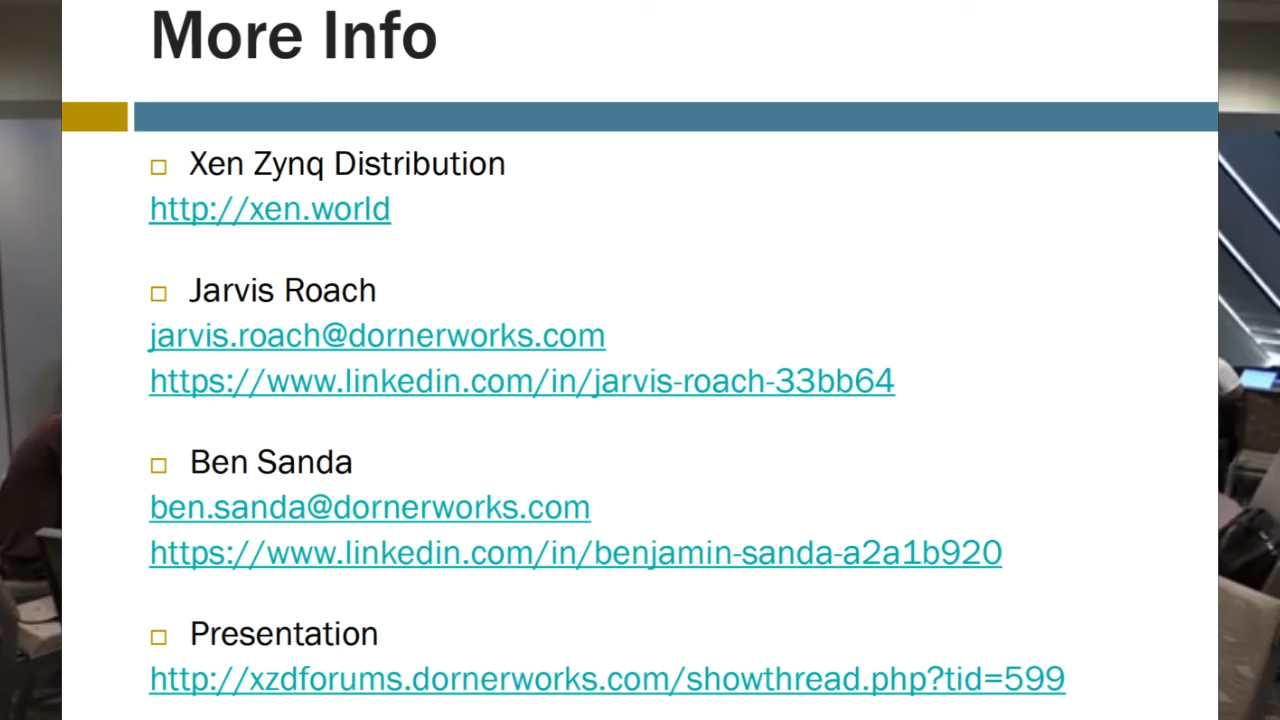 More Info
Xen Zynq Distribution
http://xen.world
Jarvis Roach
jarvis.roach@dornerworks.com
https://www.linkedin.com/in/jarvis-roach-33bb64
Ben Sanda
ben.sanda@dornerworks.com
https://www.linkedin.com/in/benjamin-sanda-a2a1b920
Presentation
http://xzdforums.dornerworks.com/showthread.php?tid=599